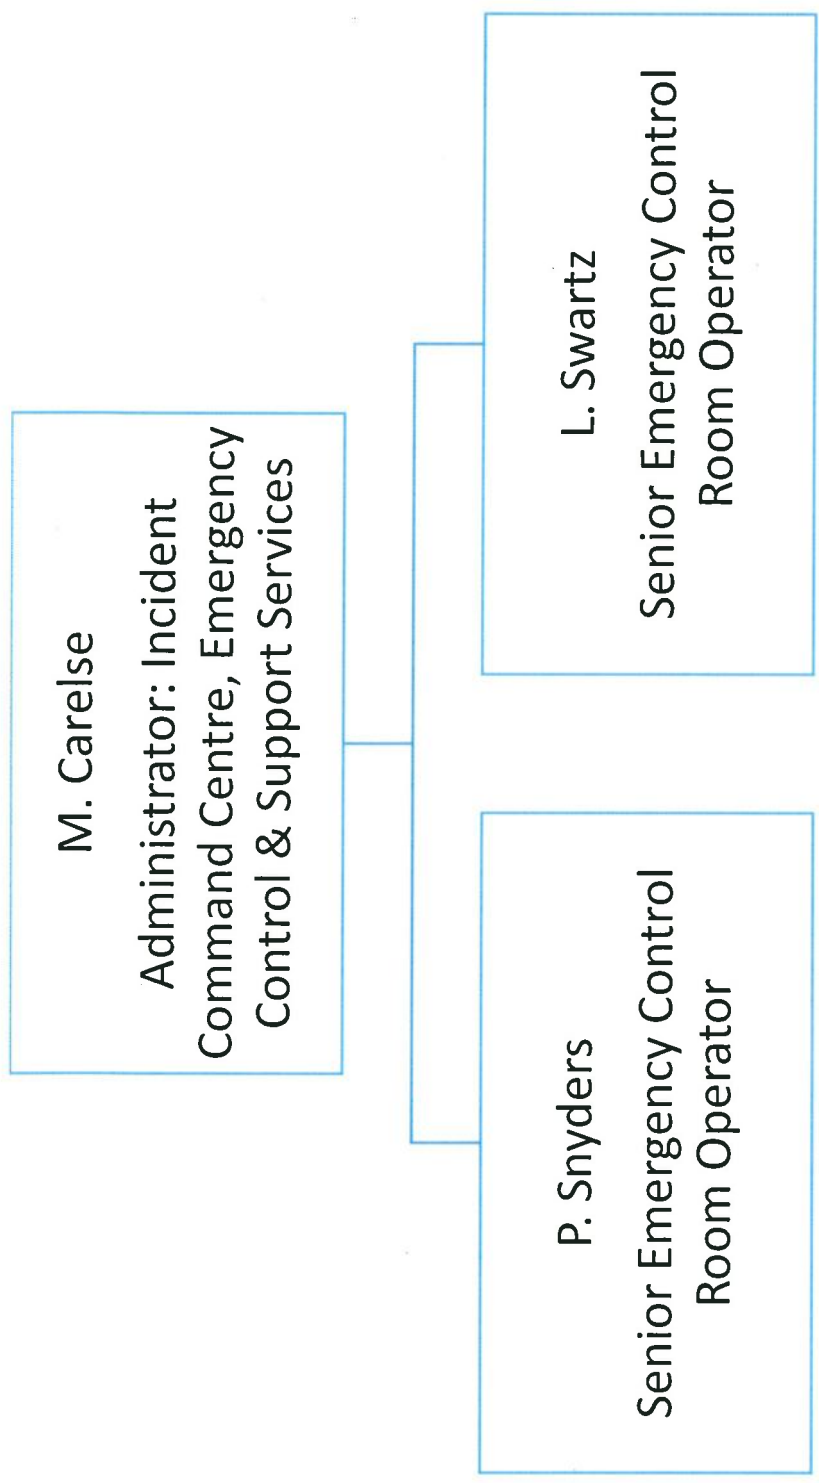 M. Carelse
Administrator: Incident
Command Centre, Emergency
Control & Support Services
P. Snyders
Senior Emergency Control
Room Operator
L. Swartz
Senior Emergency Control
Room Operator